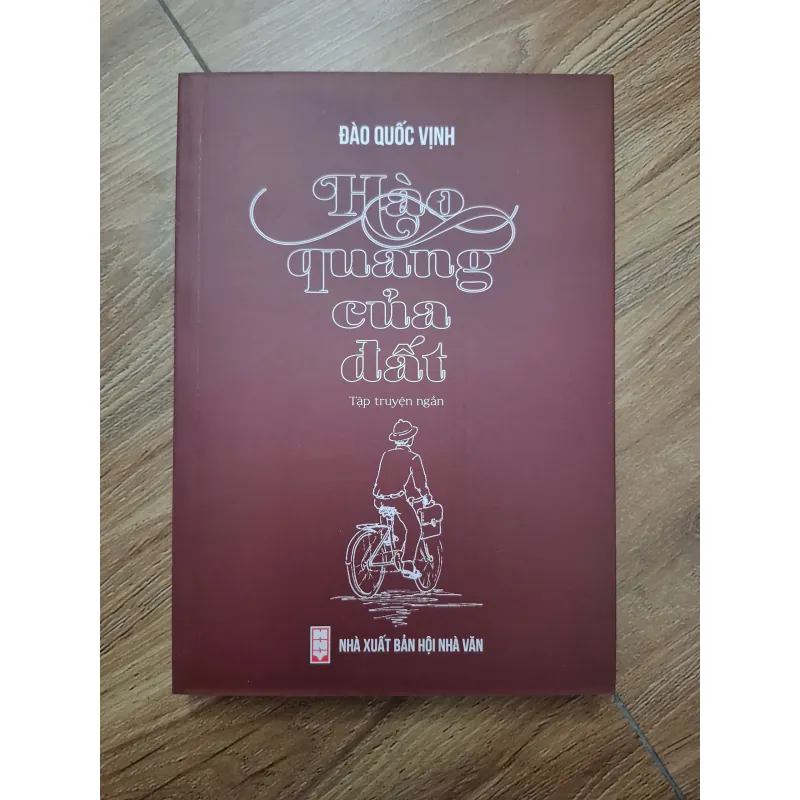 ĐÀO QUỐC VỊNH
Hào
quang
của
đất
Tập truyện ngắn
NHÀ XUẤT BẢN HỘI NHÀ VĂN